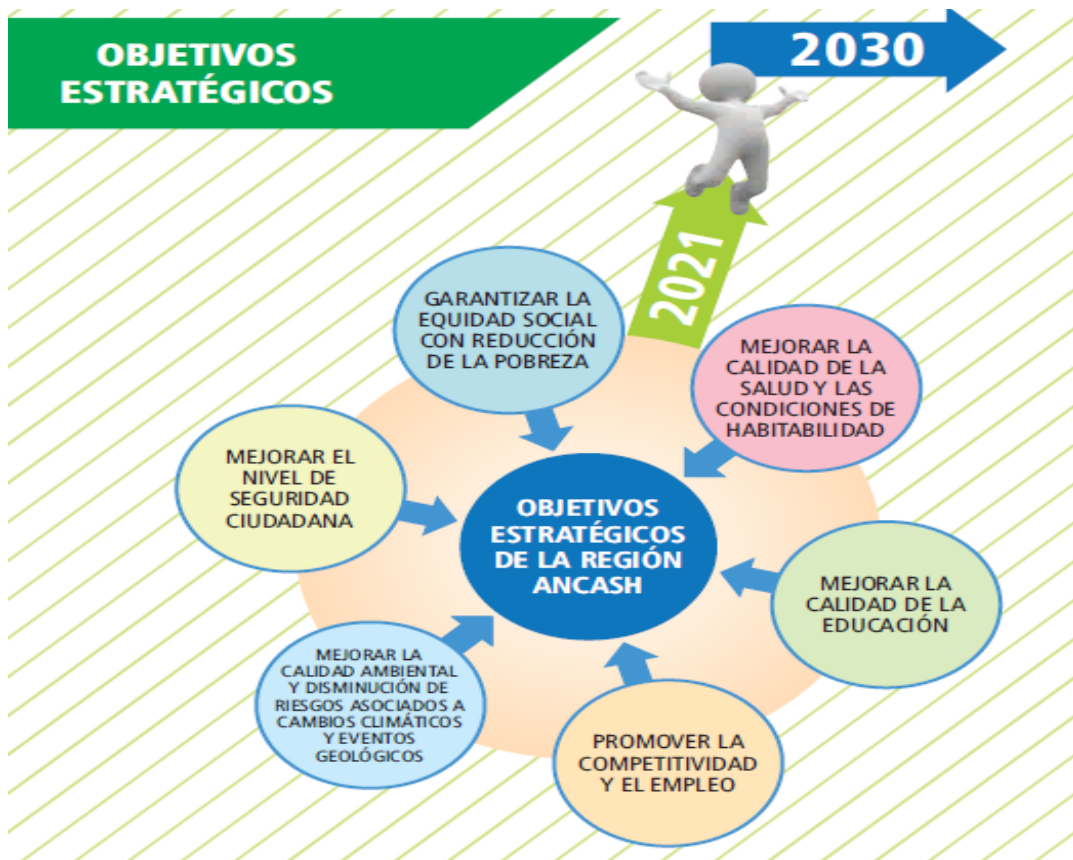 OBJETIVOS
ESTRATÉGICOS
2030
2021
GARANTIZAR LA
EQUIDAD SOCIAL
CON REDUCCIÓN
DE LA POBREZA
MEJORAR LA
CALIDAD DE LA
SALUD Y LAS
CONDICIONES DE
HABITABILIDAD
MEJORAR EL
NIVEL DE
SEGURIDAD
CIUDADANA
OBJETIVOS
ESTRATÉGICOS
DE LA REGIÓN
ANCASH
MEJORAR LA
CALIDAD DE LA
EDUCACIÓN
MEJORAR LA
CALIDAD AMBIENTAL
Y DISMINUCIÓN DE
RIESGOS ASOCIADOS A
CAMBIOS CLIMÁTICOS
Y EVENTOS
GEOLÓGICOS
PROMOVER LA
COMPETITIVIDAD
Y EL EMPLEO